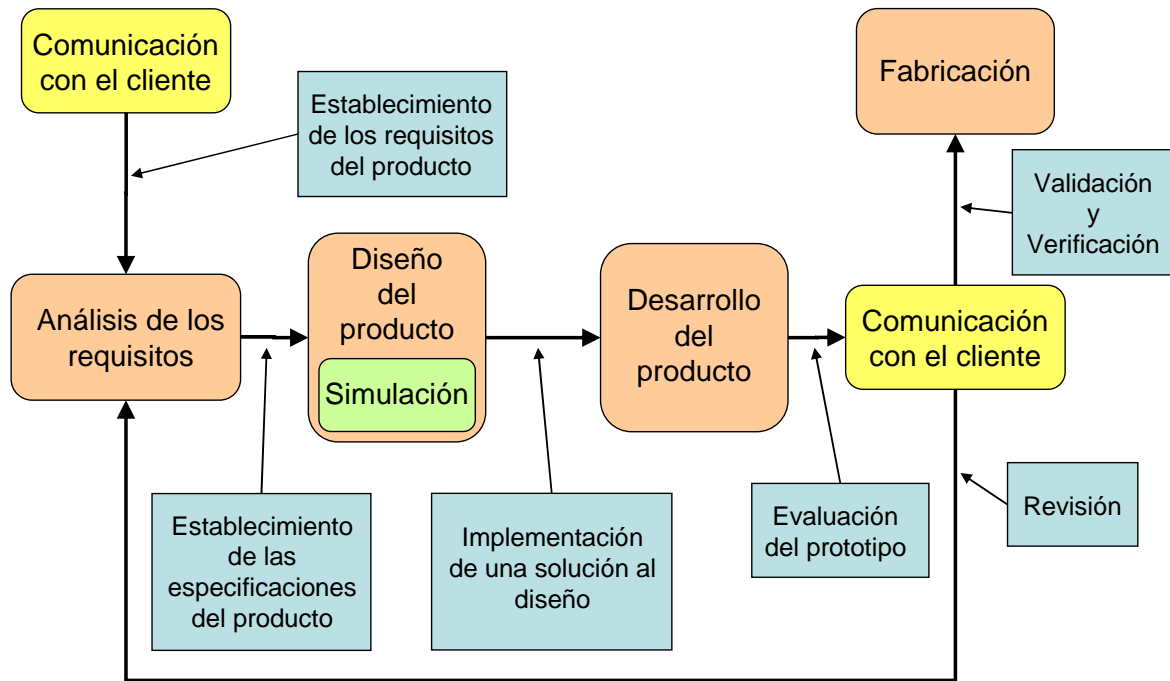 Comunicación
con el cliente
Establecimiento
de los requisitos
del producto
Fabricación
Validación
y
Verificación
Análisis de los
requisitos
Diseño
del
producto
Simulación
Desarrollo
del
producto
Comunicación
con el cliente
Establecimiento
de las
especificaciones
del producto
Implementación
de una solución al
diseño
Evaluación
del prototipo
Revisión